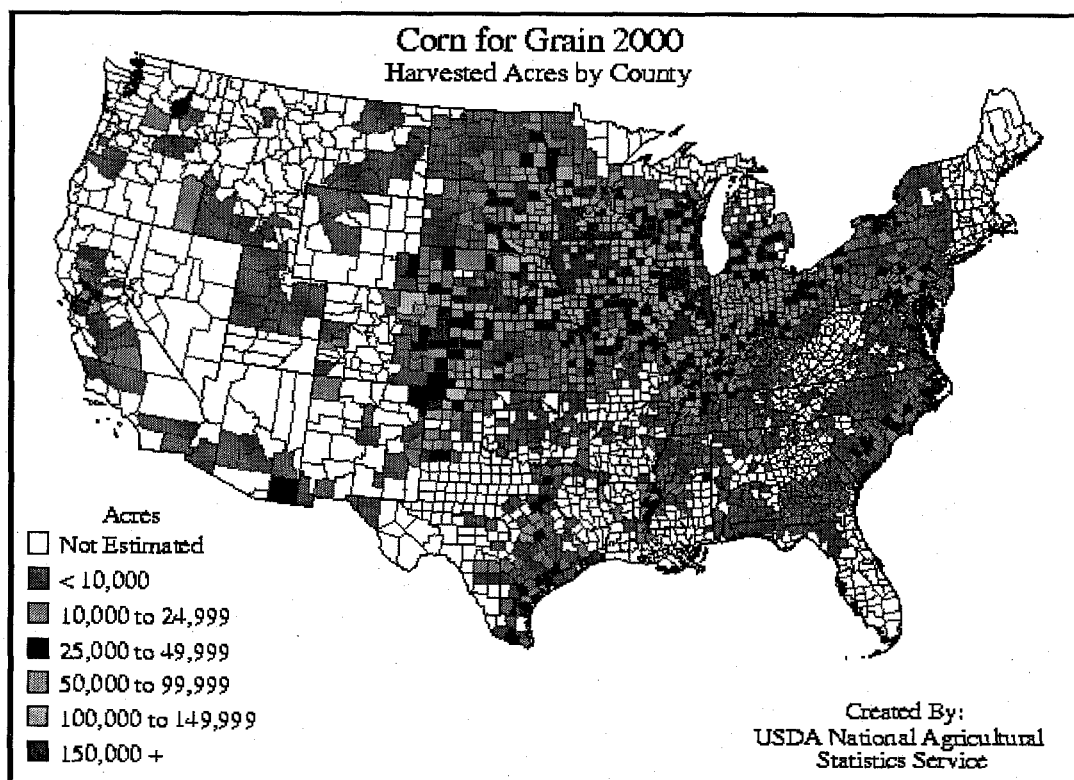 Corn for Grain 2000
Harvested Acres by County
Acres
Not Estimated
< 10,000
10,000 to 24,999
25,000 to 49,999
50,000 to 99,999
100,000 to 149,999
150,000 +
Created By:
USDA National Agricultural
Statistics Service